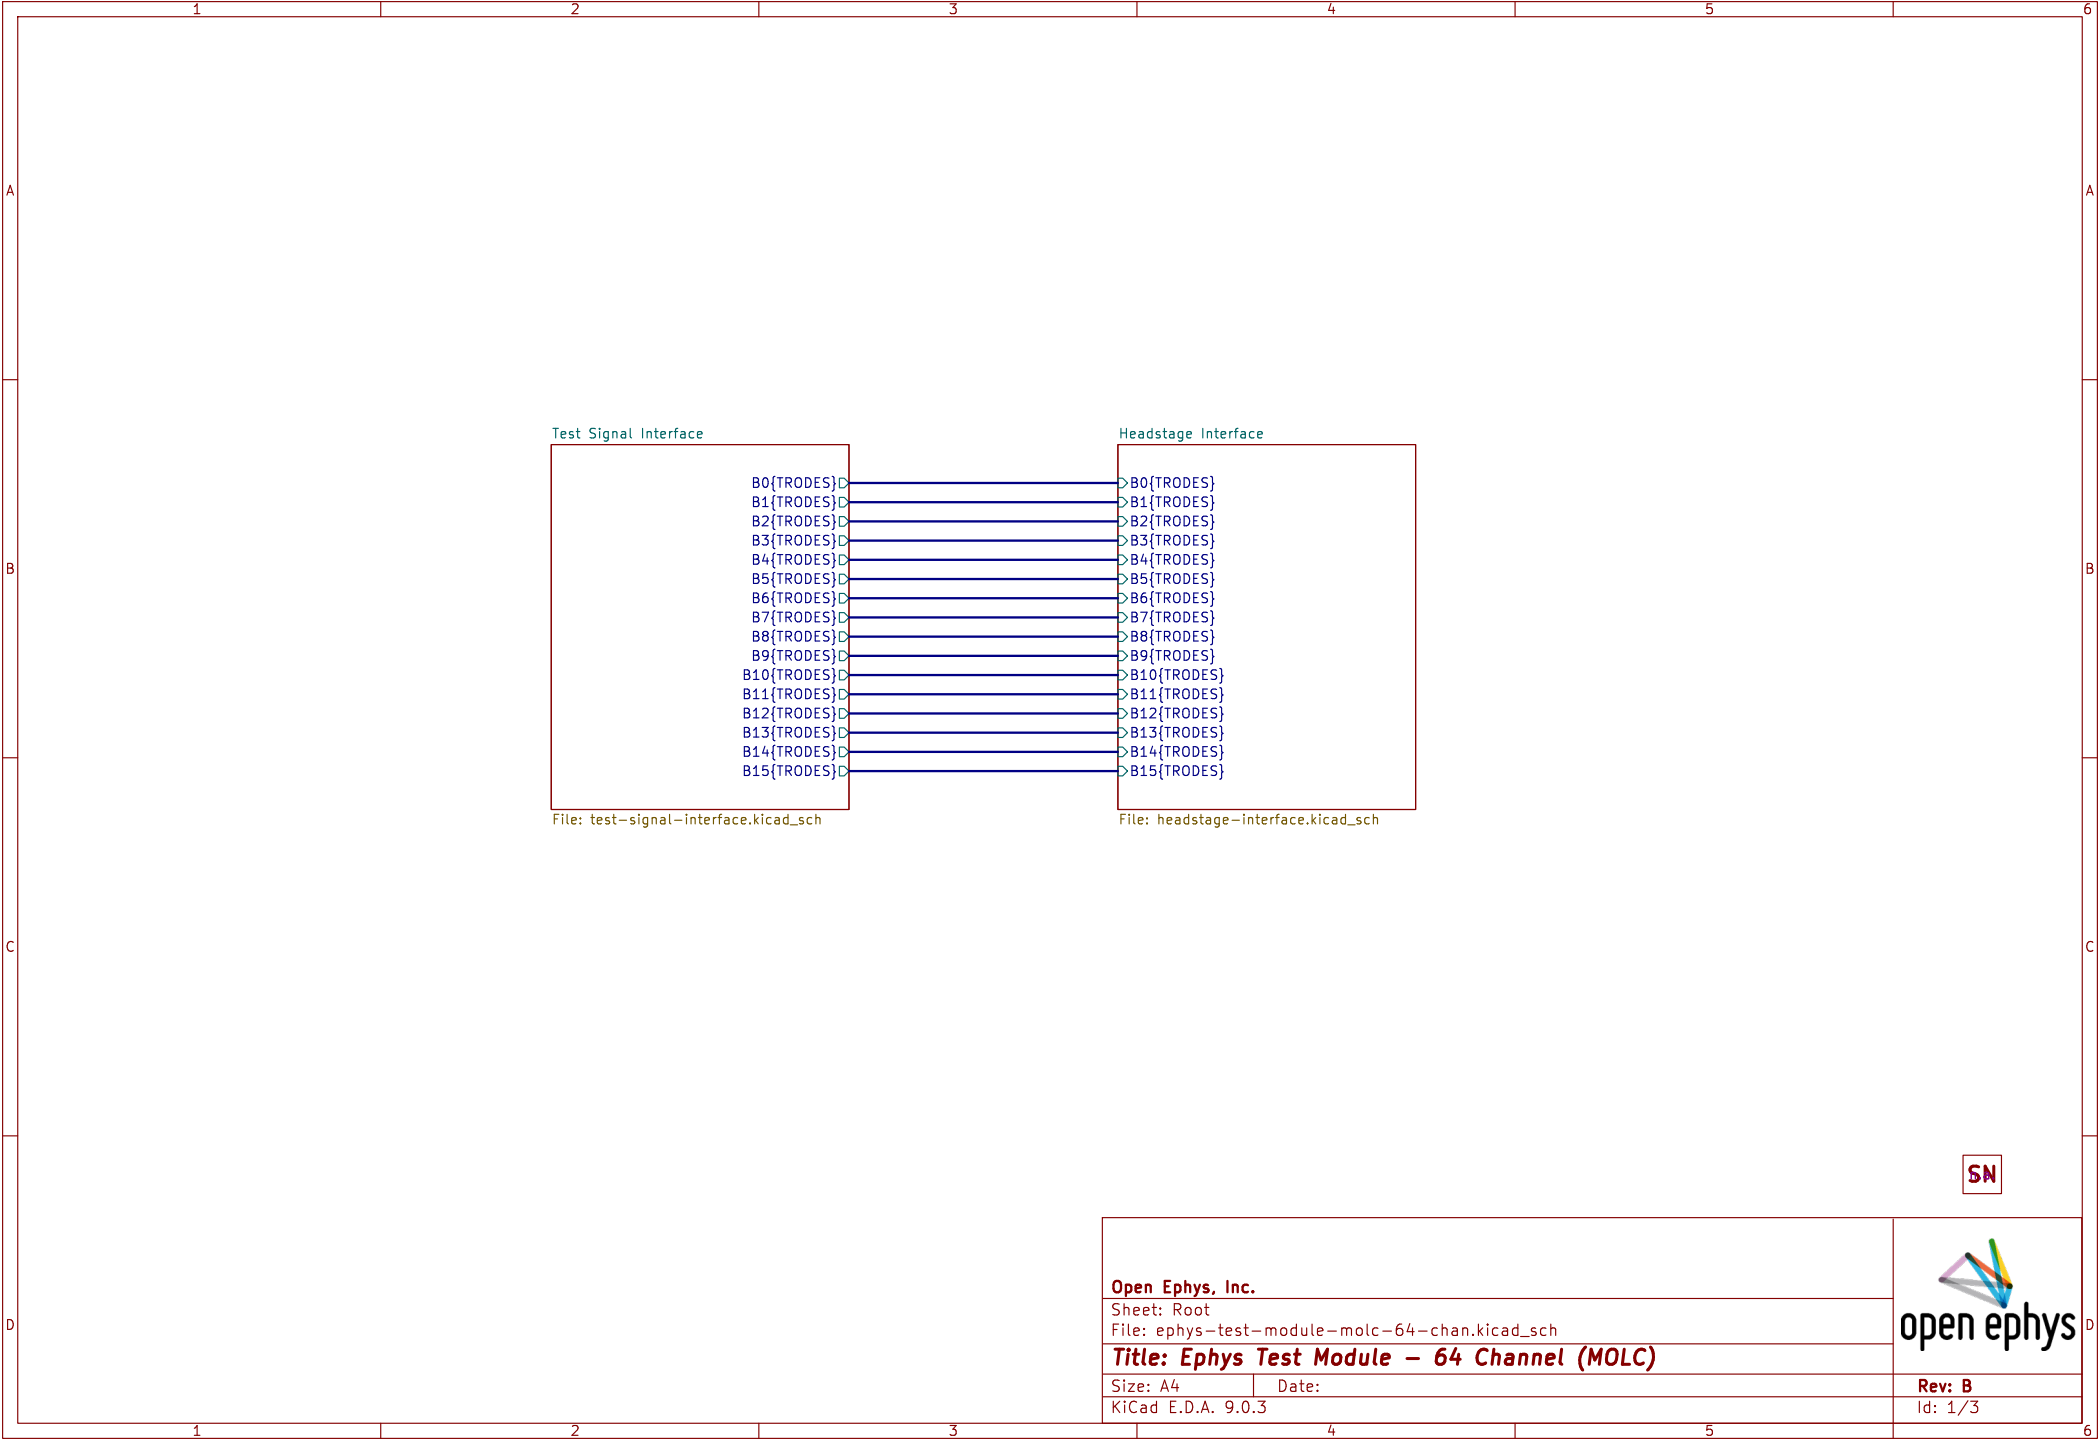 1 2 3 4 5 6
A A
Test Signal Interface Headstage Interface
B0{TRODES} B0{TRODES}
B1{TRODES} B1{TRODES}
B2{TRODES} B2{TRODES}
B3{TRODES} B3{TRODES}
B4{TRODES} B4{TRODES}
B B
B5{TRODES} B5{TRODES}
B6{TRODES} B6{TRODES}
B7{TRODES} B7{TRODES}
B8{TRODES} B8{TRODES}
B9{TRODES} B9{TRODES}
B10{TRODES} B10{TRODES}
B11{TRODES} B11{TRODES}
B12{TRODES} B12{TRODES}
B13{TRODES} B13{TRODES}
B14{TRODES} B14{TRODES}
B15{TRODES} B15{TRODES}
File: test-signal-interface.kicad_sch File: headstage-interface.kicad_sch
C C
SN
Open Ephys, Inc.
Sheet: Root
File: ephys-test-module-molc-64-chan.kicad_sch
open ephys
D D
Title: Ephys Test Module - 64 Channel (MOLC)
Size: A4 Date: Rev: B
KiCad E.D.A. 9.0.3 Id: 1/3
1 2 3 4 5 6